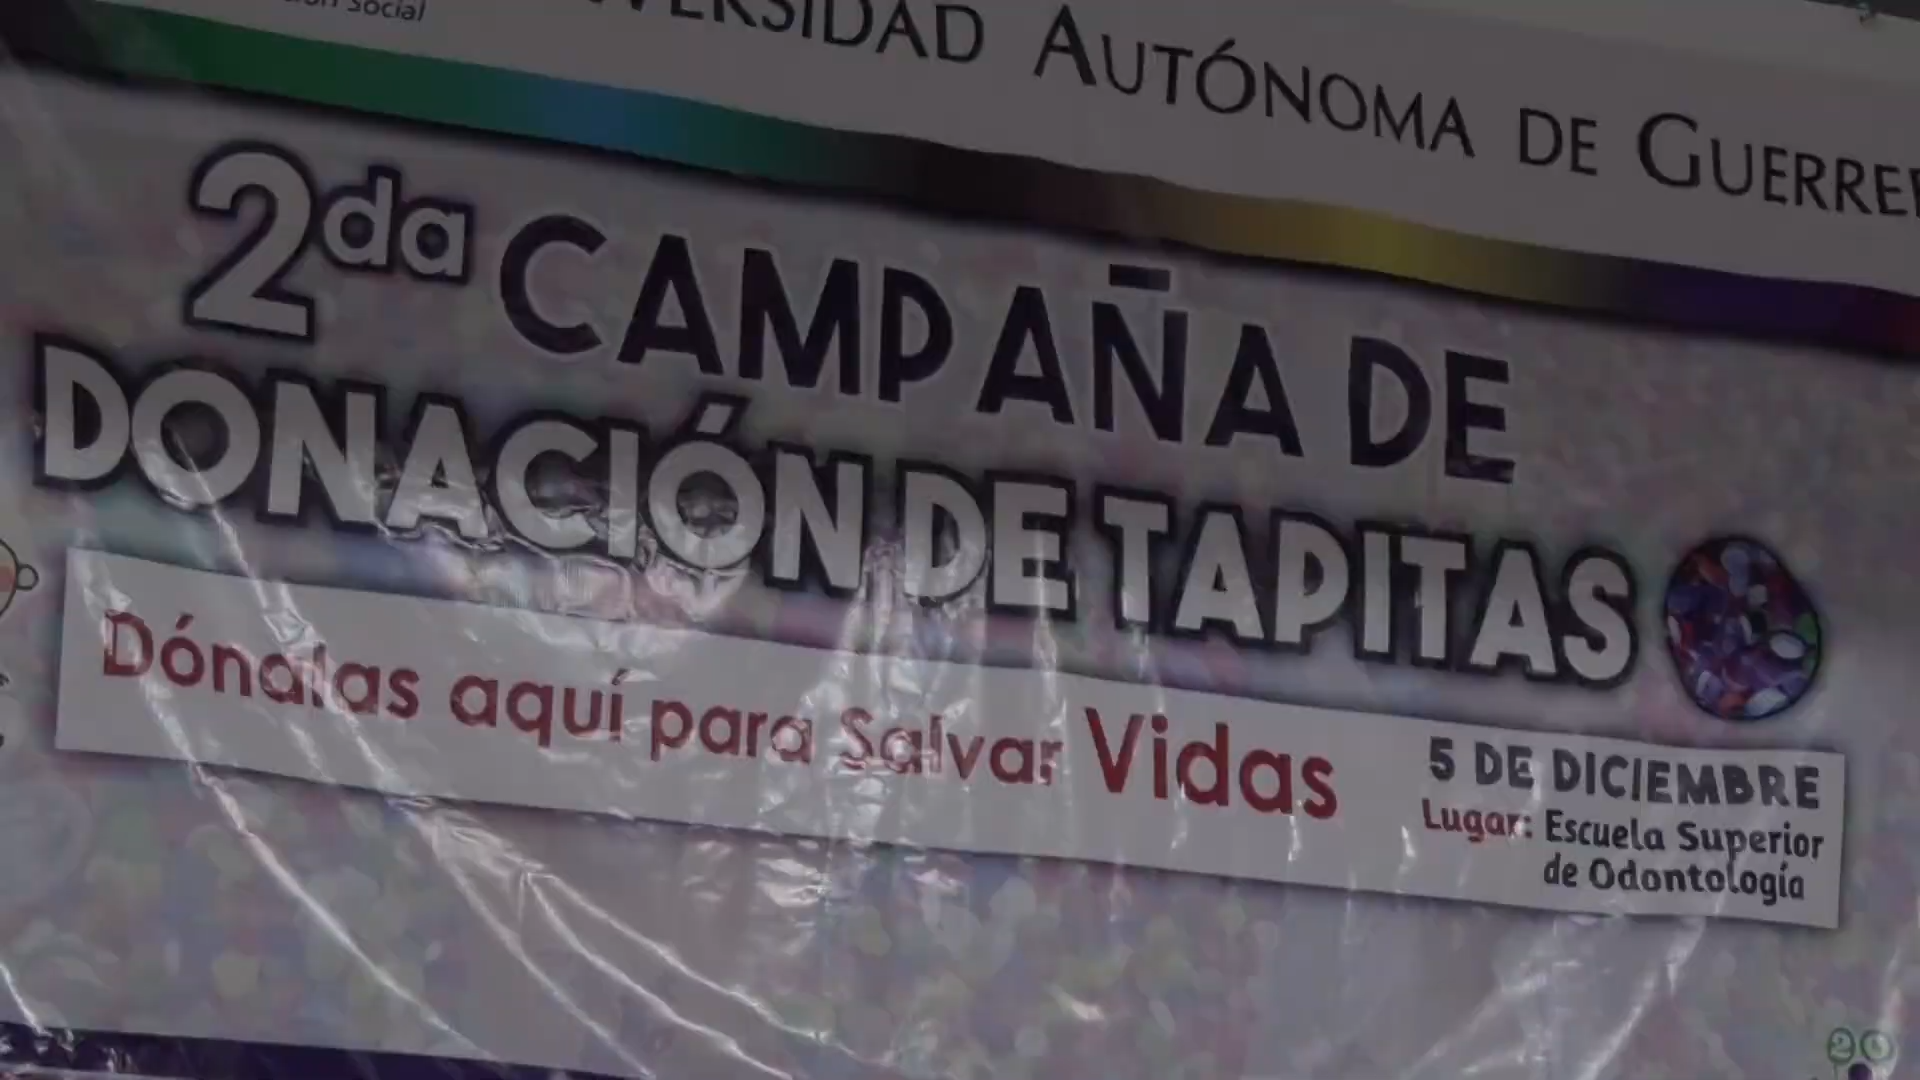 Social
AUTÓNOMA DE
2da CAMPAÑA DE
DONACIÓN DE TAPITAS
Dónalas aquí para Salvar Vidas
5 DE DICIEMBRE
Lugar: Escuela Superior
de Odontología